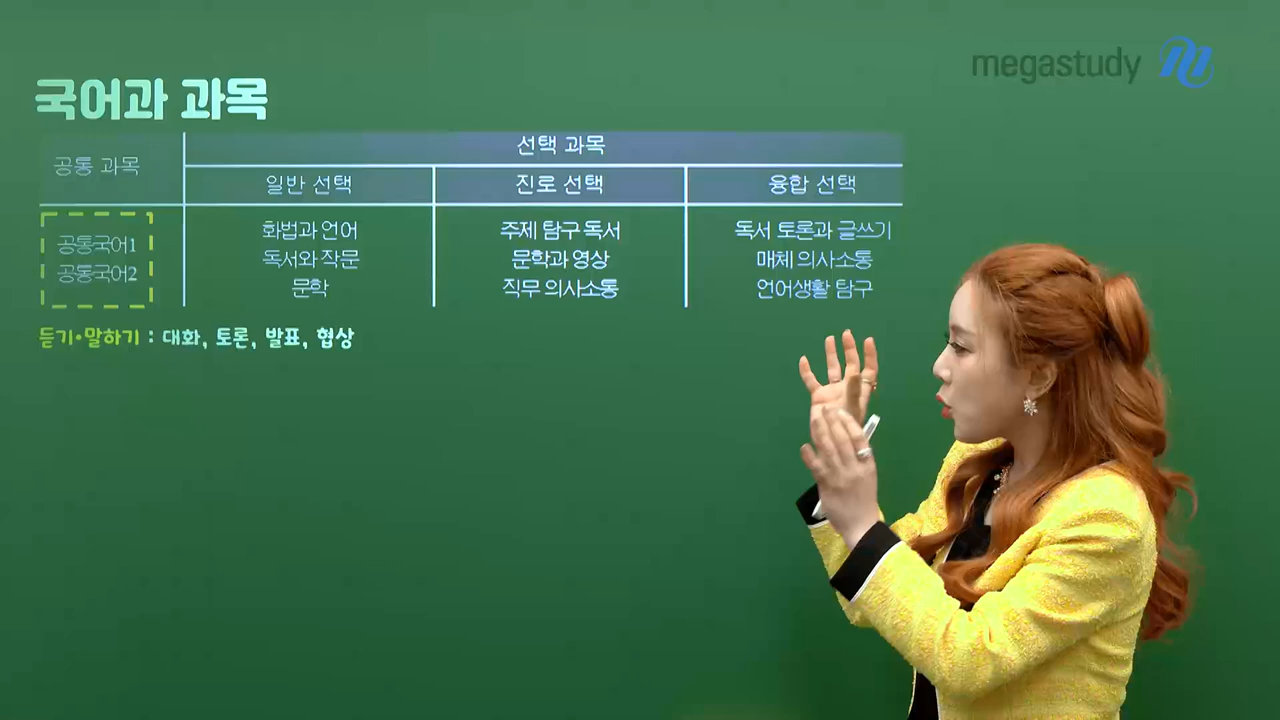 megastudy
국어과 과목
공통 과목
선택 과목
일반 선택
진로 선택
융합 선택
공통국어1
공통국어2
화법과 언어
독서와 작문
문학
주제 탐구 독서
문학과 영상
직무 의사소통
독서 토론과 글쓰기
매체 의사소통
언어생활 탐구
듣기•말하기 : 대화, 토론, 발표, 협상